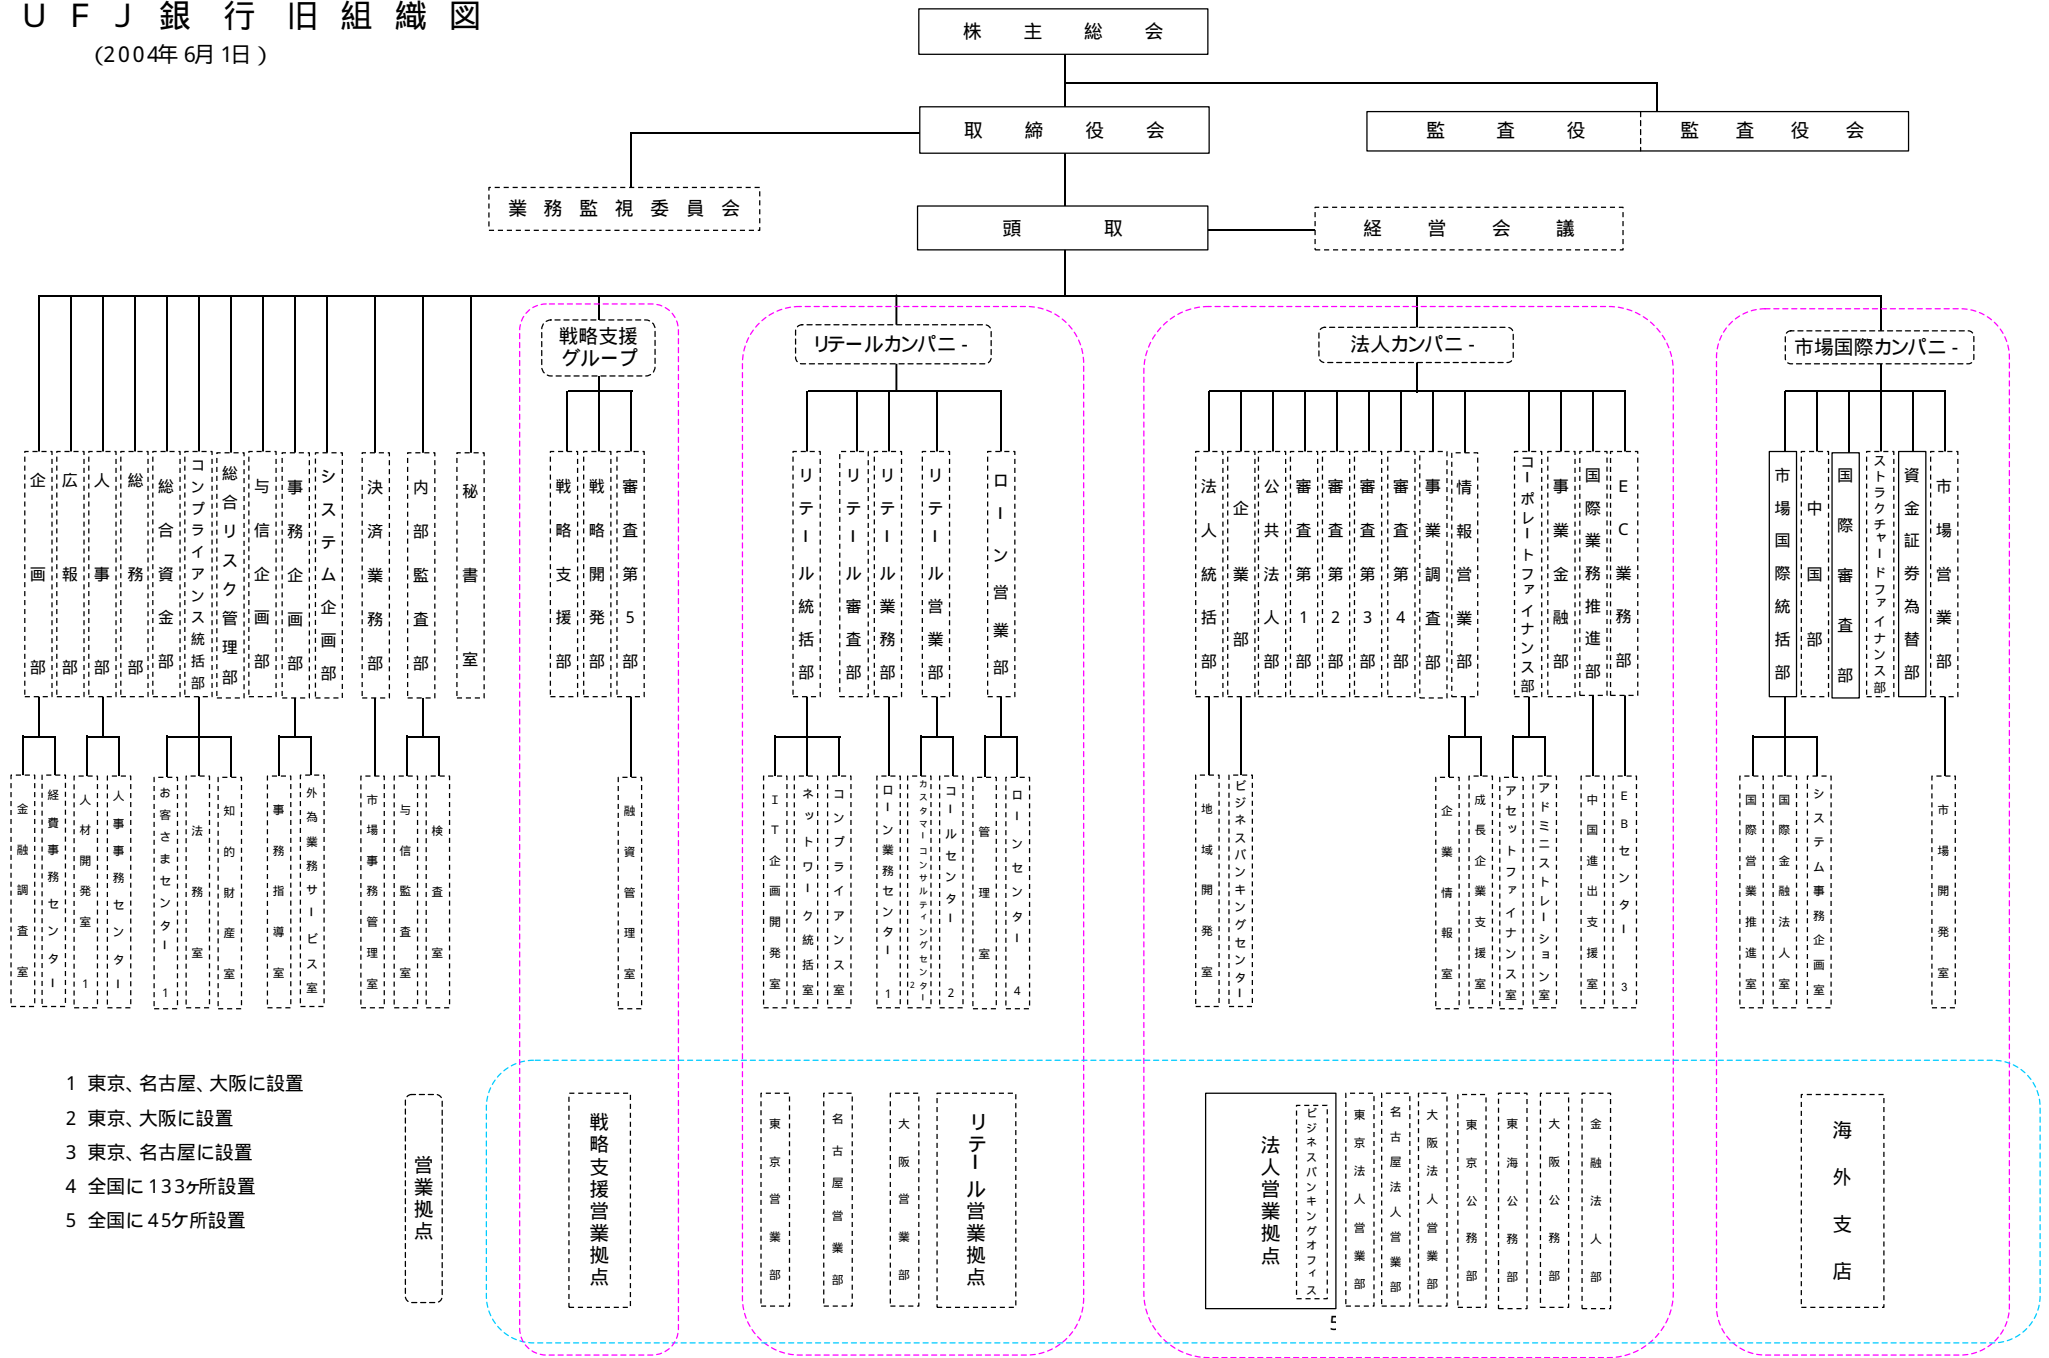 ＵＦＪ銀行旧組織図
(2004年6月1日)
株主総会
取締役会
監査役
監査役会
業務監視委員会
頭取
経営会議
戦略支援
グループ
リテールカンパニ-
法人カンパニ-
市場国際カンパニ-
企画部
広報部
人事部
総務部
総合資金部
コンプライアンス統括部
総合リスク管理部
与信企画部
事務企画部
システム企画部
決済業務部
内部監査部
秘書室
戦略支援部
戦略開発部
審査第5部
リテール統括部
リテール審査部
リテール業務部
リテール営業部
ローン営業部
法人統括部
企業部
公共法人部
審査第1部
審査第2部
審査第3部
審査第4部
事業調査部
情報営業部
コーポレートファイナンス部
事業金融部
国際業務推進部
ＥＣ業務部
市場国際統括部
中国部
国際審査部
ストラクチャードファイナンス部
資金証券為替部
市場営業部
金融調査室
経費事務センター
人材開発室 1
人事事務センター
お客さまセンター 1
法務室
知的財産室
事務指導室
外為業務サービス室
市場事務管理室
与信監査室
検査室
融資管理室
ＩＴ企画開発室
ネットワーク統括室
コンプライアンス室
ローン業務センター 1
カスタマーコンサルティングセンター 2
コールセンター 2
管理室
ローンセンター 4
地域開発室
ビジネスバンキングセンター
企業情報室
成長企業支援室
アセットファイナンス室
アドミニストレーション室
中国進出支援室
ＥＢセンター 3
国際営業推進室
国際金融法人室
システム事務企画室
市場開発室
1 東京、名古屋、大阪に設置
2 東京、大阪に設置
3 東京、名古屋に設置
4 全国に133ヶ所設置
5 全国に45ケ所設置
営業拠点
戦略支援営業拠点
東京営業部
名古屋営業部
大阪営業部
リテール営業拠点
法人営業拠点
ビジネスバンキングオフィス
5
東京法人営業部
名古屋法人営業部
大阪法人営業部
東京公務部
東海公務部
大阪公務部
金融法人部
海外支店